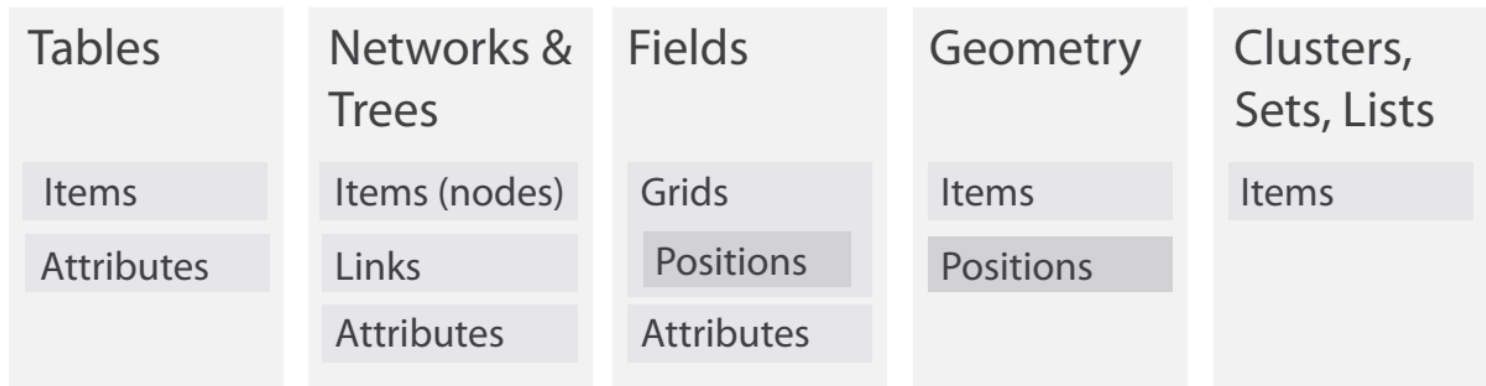 Tables
Items
Attributes
Networks &
Trees
Items (nodes)
Links
Attributes
Fields
Grids
Positions
Attributes
Geometry
Items
Positions
Clusters,
Sets, Lists
Items